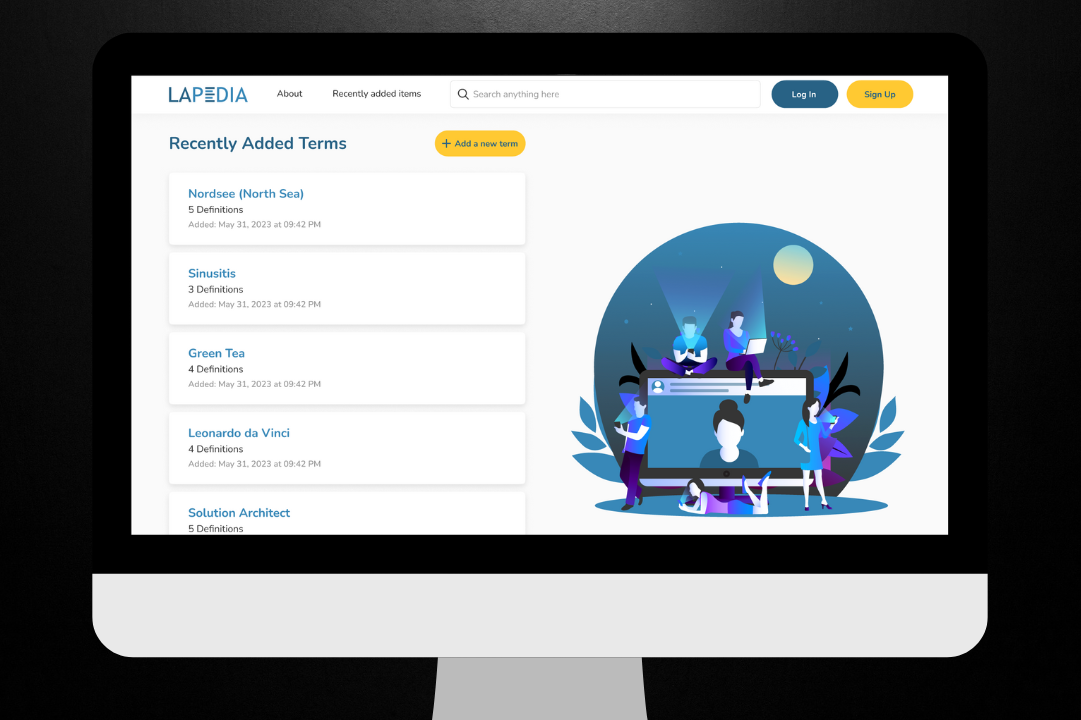 LAPEDIA
About
Recently added items
Search anything here
Log In
Sign Up
Recently Added Terms
+ Add a new term
Nordsee (North Sea)
5 Definitions
Added: May 31, 2023 at 09:42 PM
Sinusitis
3 Definitions
Added: May 31, 2023 at 09:42 PM
Green Tea
4 Definitions
Added: May 31, 2023 at 09:42 PM
Leonardo da Vinci
4 Definitions
Added: May 31, 2023 at 09:42 PM
Solution Architect
5 Definitions